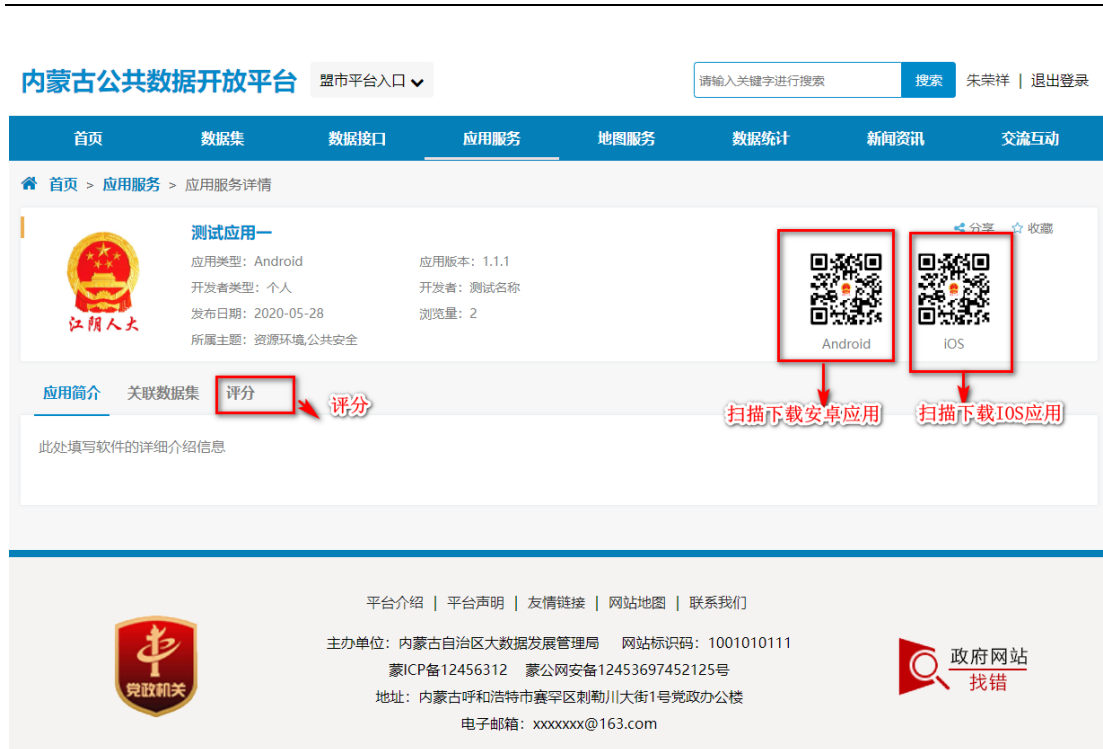 内蒙古公共数据开放平台 盟市平台入口 请输入关键字进行搜索 搜索 朱荣祥 | 退出登录
首页 数据集 数据接口 应用服务 地图服务 数据统计 新闻资讯 交流互动
首页 > 应用服务 > 应用服务详情
测试应用一 分享 收藏
应用类型：Android 应用版本：1.1.1
开发者类型：个人 开发者：测试名称
发布日期：2020-05-28 浏览量：2
江阴人大
所属主题：资源环境,公共安全
Android iOS
应用简介 关联数据集 评分
评分
扫描下载安卓应用 扫描下载IOS应用
此处填写软件的详细介绍信息
平台介绍 | 平台声明 | 友情链接 | 网站地图 | 联系我们
主办单位：内蒙古自治区大数据发展管理局 网站标识码：1001010111
蒙ICP备12456312 蒙公网安备12453697452125号
地址：内蒙古呼和浩特市赛罕区刺勒川大街1号党政办公楼
电子邮箱：xxxxxxx@163.com
党政机关
政府网站
找错